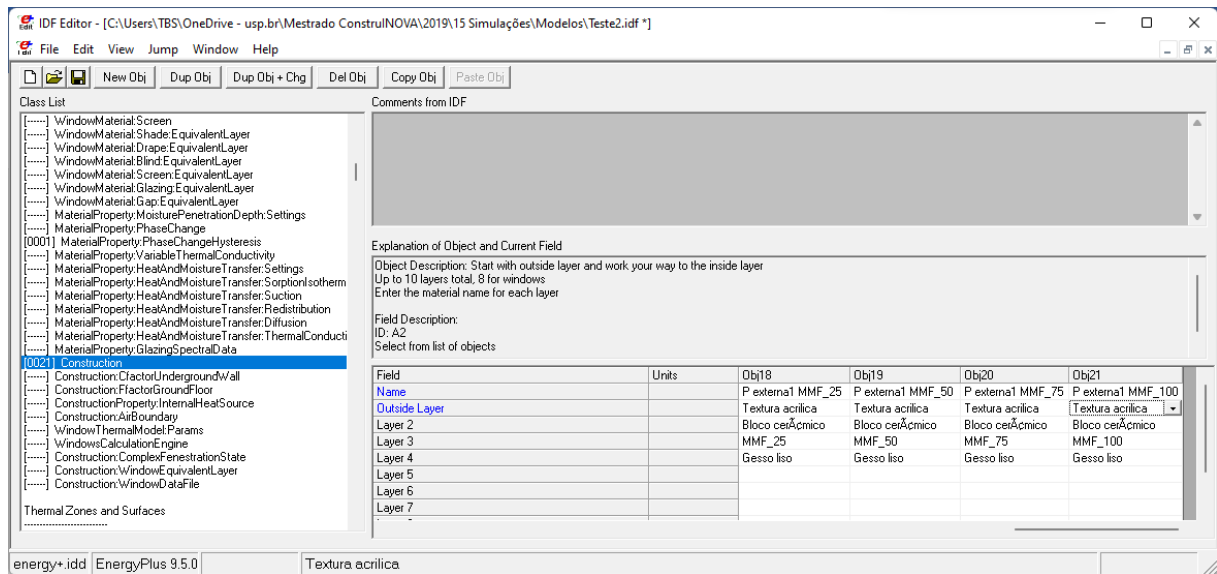 IDF Editor - [C:\Users\TBS\OneDrive - usp.br\Mestrado ConstruINOVA\2019\15 Simulações\Modelos\Teste2.idf *]
File Edit View Jump Window Help
New Obj Dup Obj Dup Obj + Chg Del Obj Copy Obj Paste Obj
Class List
[------] WindowMaterial:Screen
[------] WindowMaterial:Shade:EquivalentLayer
[------] WindowMaterial:Drape:EquivalentLayer
[------] WindowMaterial:Blind:EquivalentLayer
[------] WindowMaterial:Screen:EquivalentLayer
[------] WindowMaterial:Glazing:EquivalentLayer
[------] WindowMaterial:Gap:EquivalentLayer
[------] MaterialProperty:MoisturePenetrationDepth:Settings
[------] MaterialProperty:PhaseChange
[0001] MaterialProperty:PhaseChangeHysteresis
[------] MaterialProperty:VariableThermalConductivity
[------] MaterialProperty:HeatAndMoistureTransfer:Settings
[------] MaterialProperty:HeatAndMoistureTransfer:SorptionIsotherm
[------] MaterialProperty:HeatAndMoistureTransfer:Suction
[------] MaterialProperty:HeatAndMoistureTransfer:Redistribution
[------] MaterialProperty:HeatAndMoistureTransfer:Diffusion
[------] MaterialProperty:HeatAndMoistureTransfer:ThermalConducti
[------] MaterialProperty:GlazingSpectralData
[0021] Construction
[------] Construction:CfactorUndergroundWall
[------] Construction:FfactorGroundFloor
[------] ConstructionProperty:InternalHeatSource
[------] Construction:AirBoundary
[------] WindowThermalModel:Params
[------] WindowsCalculationEngine
[------] Construction:ComplexFenestrationState
[------] Construction:WindowEquivalentLayer
[------] Construction:WindowDataFile
Thermal Zones and Surfaces
--------------------------
Comments from IDF
Explanation of Object and Current Field
Object Description: Start with outside layer and work your way to the inside layer
Up to 10 layers total, 8 for windows
Enter the material name for each layer
Field Description:
ID: A2
Select from list of objects
Field Units Obj18 Obj19 Obj20 Obj21
Name P externa1 MMF_25 P externa1 MMF_50 P externa1 MMF_75 P externa1 MMF_100
Outside Layer Textura acrilica Textura acrilica Textura acrilica Textura acrilica
Layer 2 Bloco cerÃ¢mico Bloco cerÃ¢mico Bloco cerÃ¢mico Bloco cerÃ¢mico
Layer 3 MMF_25 MMF_50 MMF_75 MMF_100
Layer 4 Gesso liso Gesso liso Gesso liso Gesso liso
Layer 5
Layer 6
Layer 7
energy+.idd EnergyPlus 9.5.0 Textura acrilica